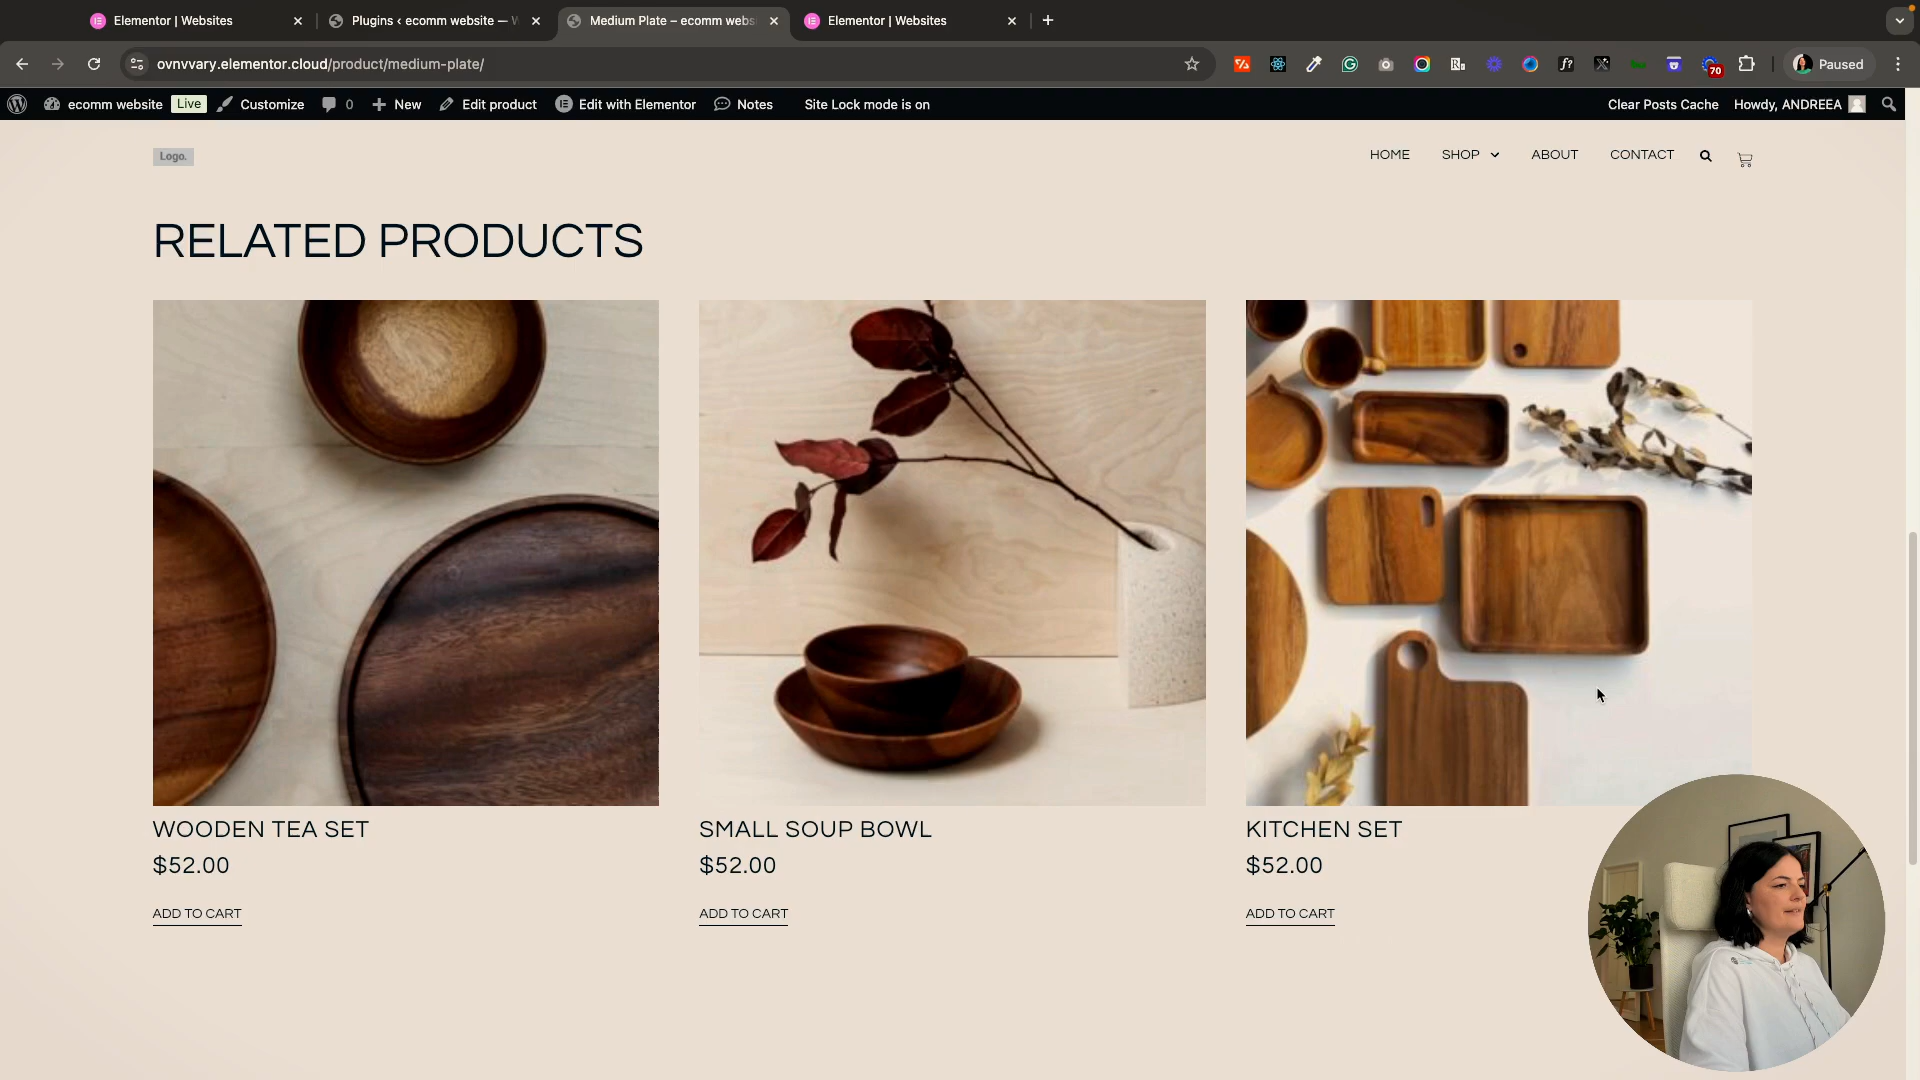 Elementor | Websites
Plugins ‹ ecomm website —
Medium Plate – ecomm webs
Elementor | Websites
ovnvvary.elementor.cloud/product/medium-plate/
70
Paused
ecomm website
Live
Customize
0
New
Edit product
Edit with Elementor
Notes
Site Lock mode is on
Clear Posts Cache
Howdy, ANDREEA
Logo.
HOME
SHOP
ABOUT
CONTACT
RELATED PRODUCTS
WOODEN TEA SET
$52.00
ADD TO CART
SMALL SOUP BOWL
$52.00
ADD TO CART
KITCHEN SET
$52.00
ADD TO CART